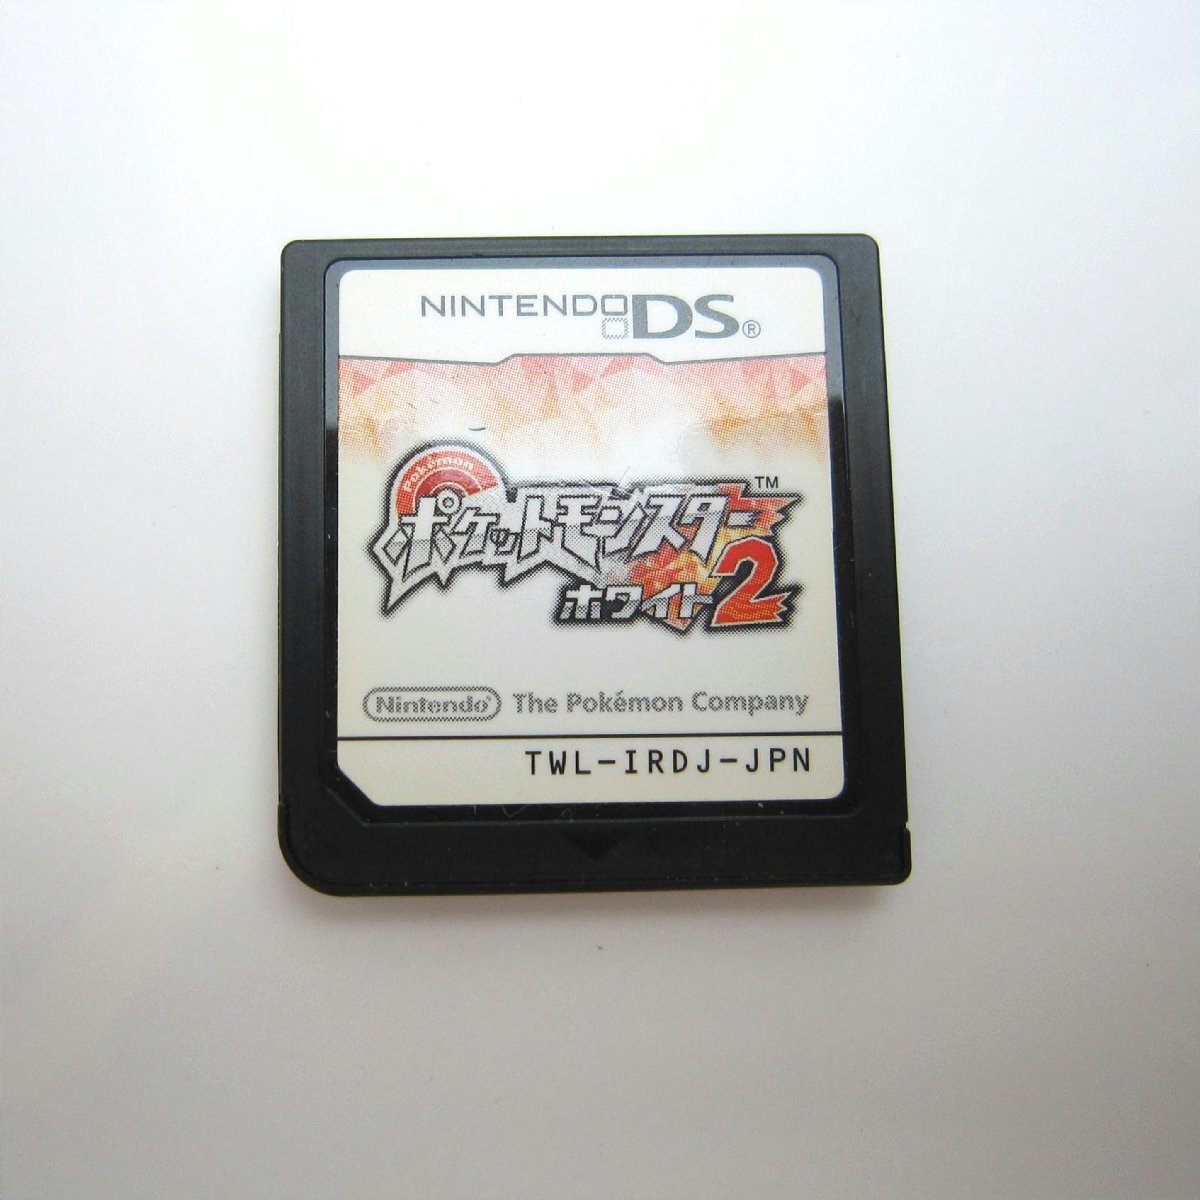 NINTENDO DS®
Pokémon
ポケットモンスター™
ホワイト2
Nintendo® The Pokémon Company
TWL-IRDJ-JPN